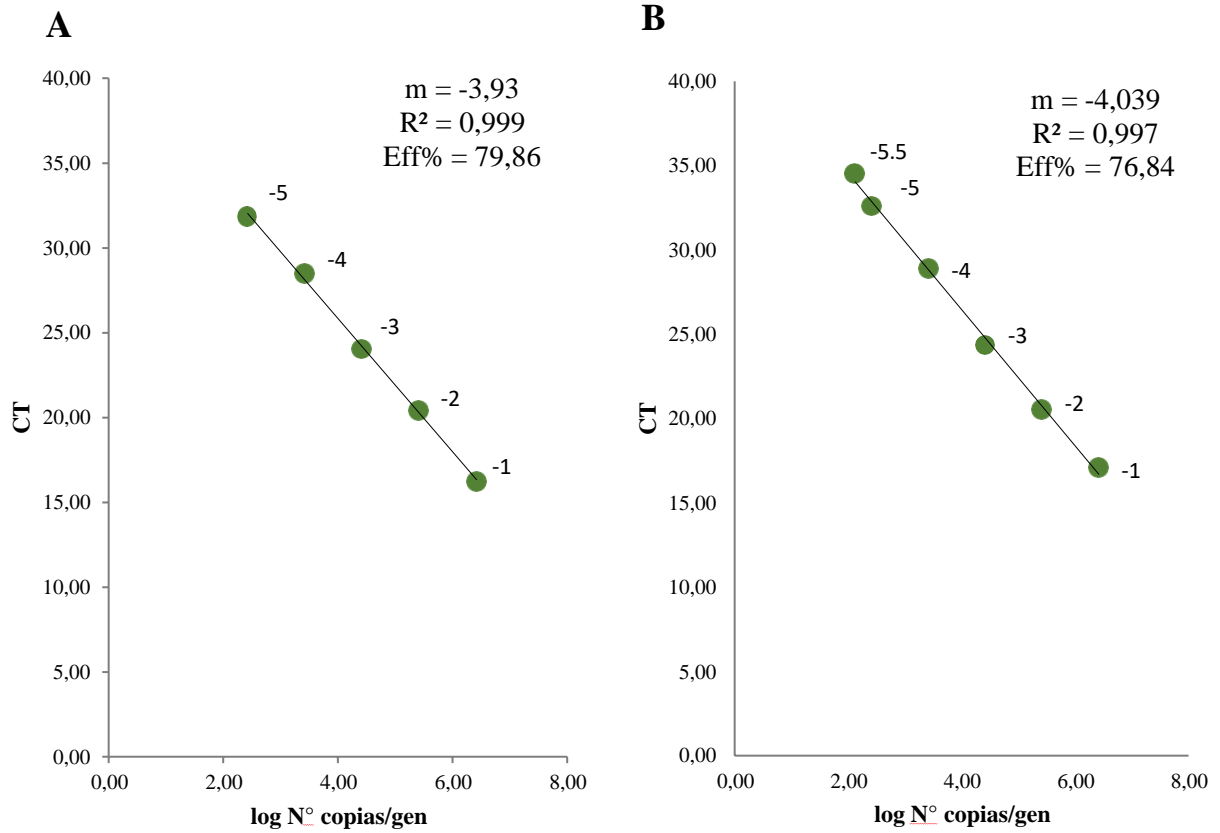 A
m = -3,93
R² = 0,999
Eff% = 79,86
40,00
35,00
30,00
25,00
20,00
15,00
10,00
5,00
0,00
CT
-5
-4
-3
-2
-1
0,00 2,00 4,00 6,00 8,00
log N° copias/gen
B
m = -4,039
R² = 0,997
Eff% = 76,84
40,00
35,00
30,00
25,00
20,00
15,00
10,00
5,00
0,00
CT
-5.5
-5
-4
-3
-2
-1
0,00 2,00 4,00 6,00 8,00
log N° copias/gen